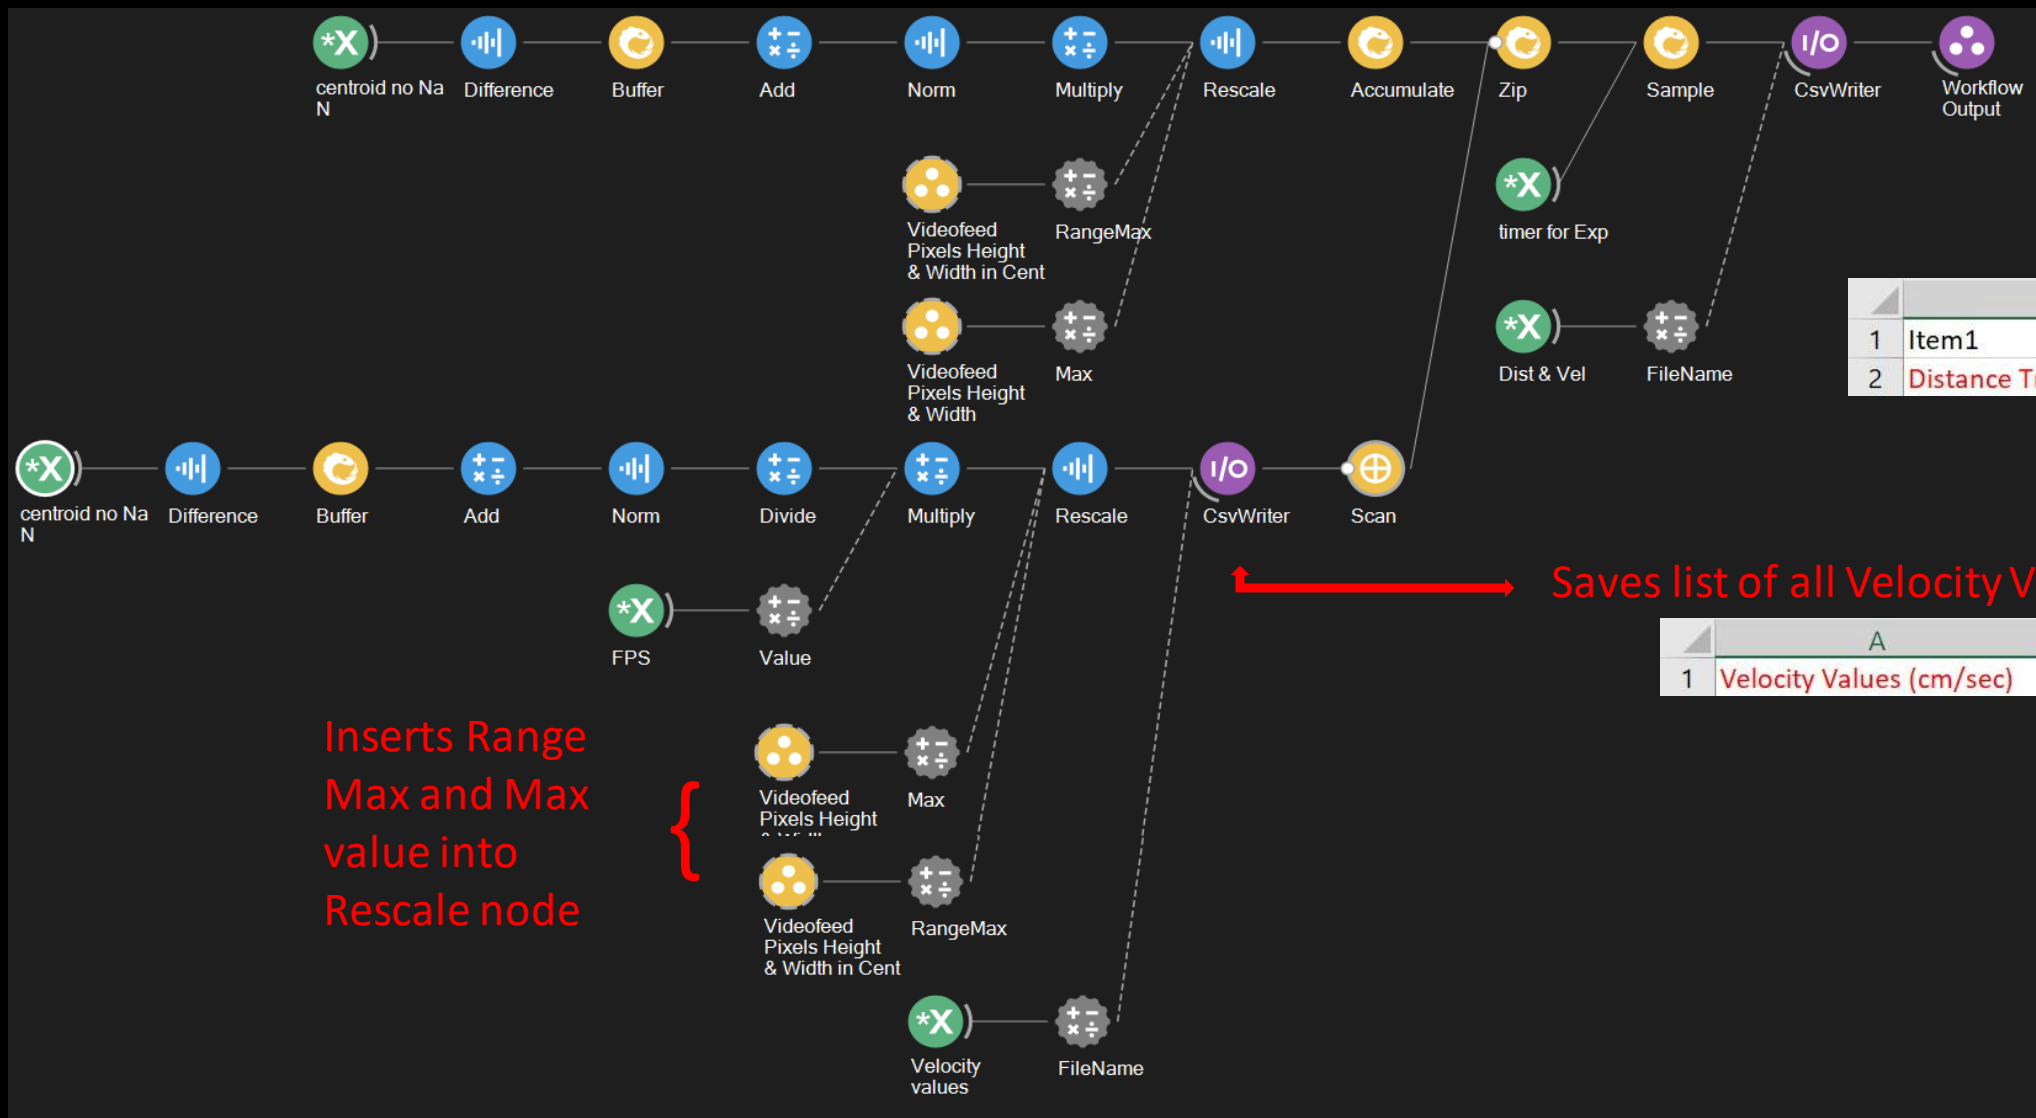 centroid no Na
N
Difference
Buffer
Add
Norm
Multiply
Rescale
Accumulate
Zip
Sample
I/O
CsvWriter
Workflow
Output
Videofeed
Pixels Height
& Width in Cent
RangeMax
timer for Exp
Videofeed
Pixels Height
& Width
Max
Dist & Vel
FileName
1 Item1
2 Distance Tr
centroid no Na
N
Difference
Buffer
Add
Norm
Divide
Multiply
Rescale
I/O
CsvWriter
Scan
FPS
Value
Saves list of all Velocity V
A
1 Velocity Values (cm/sec)
Inserts Range
Max and Max
value into
Rescale node
Videofeed
Pixels Height
Max
Videofeed
Pixels Height
& Width in Cent
RangeMax
Velocity
values
FileName